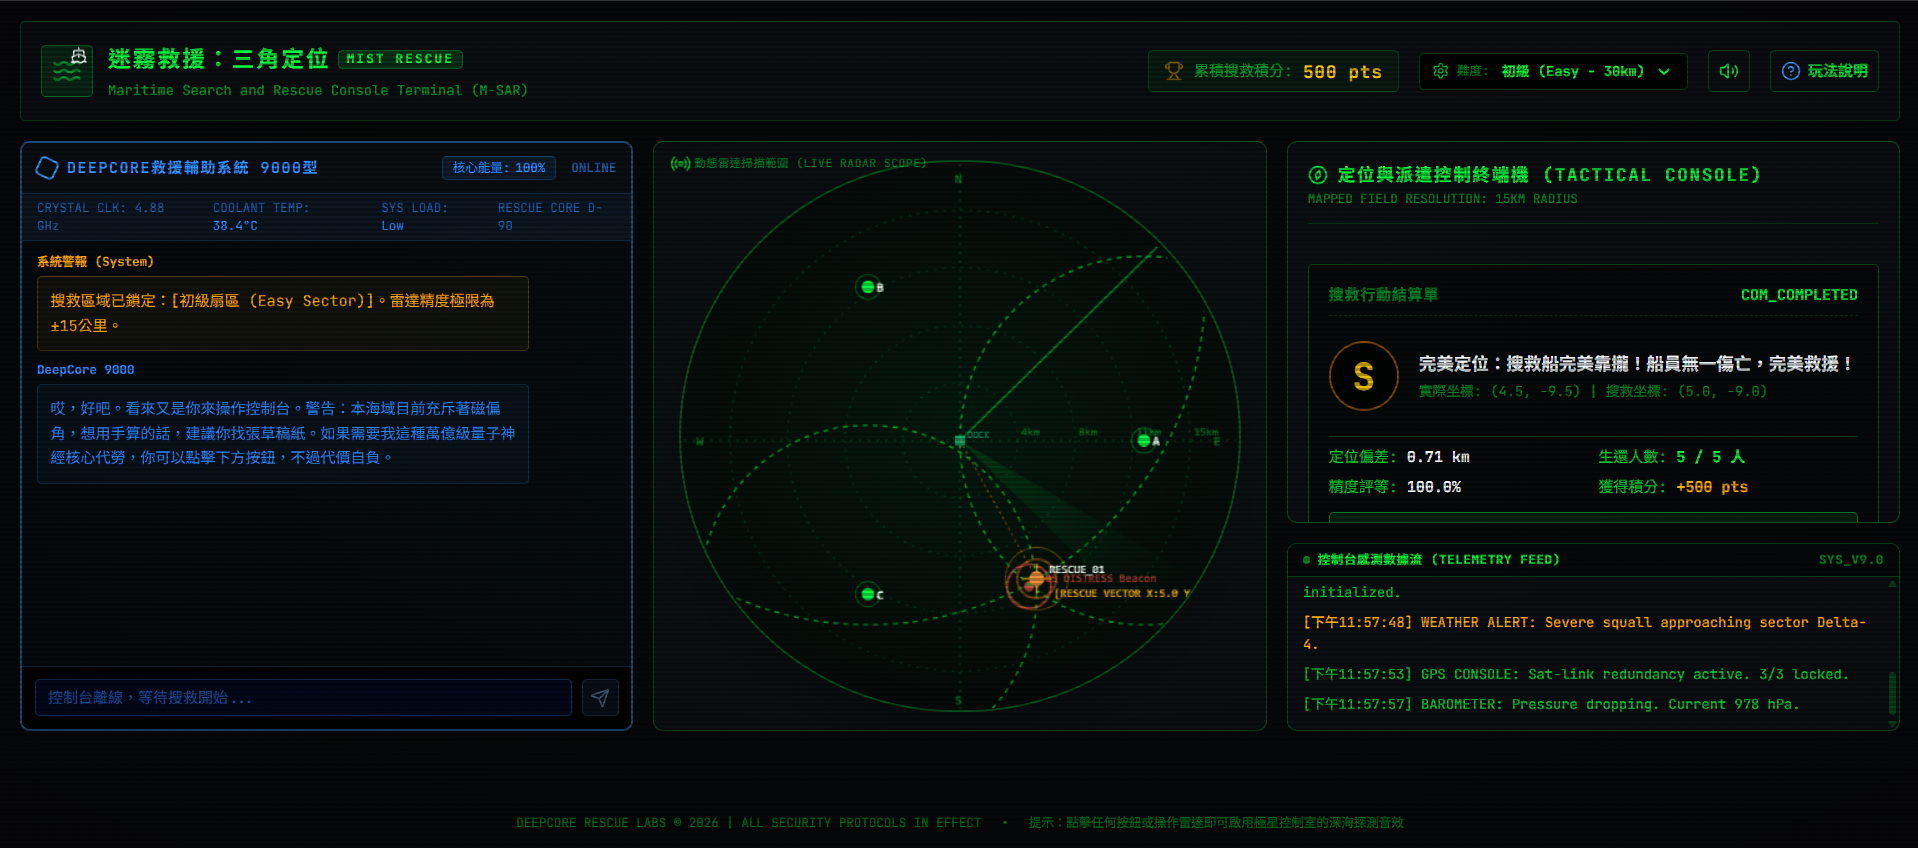 迷霧救援：三角定位 MIST RESCUE
Maritime Search and Rescue Console Terminal (M-SAR)
累積搜救積分: 500 pts
難度: 初級 (Easy - 30km)
玩法說明
DEEPCORE救援輔助系統 9000型
核心能量: 100%
ONLINE
CRYSTAL CLK: 4.88 GHz
COOLANT TEMP: 38.4°C
SYS LOAD: Low
RESCUE CORE D-90
系統警報 (System)
搜救區域已鎖定：[初級扇區 (Easy Sector)]。雷達精度極限為
±15公里。
DeepCore 9000
哎，好吧。看來又是你來操作控制台。警告：本海域目前充斥著磁偏
角，想用手算的話，建議你找張草稿紙。如果需要我這種萬億級量子神
經核心代勞，你可以點擊下方按鈕，不過代價自負。
控制台離線，等待搜救開始...
動態雷達掃描範圍 (LIVE RADAR SCOPE)
N
B
DOCK
4km
8km
11km
15km
W
A
E
RESCUE_01
DISTRESS Beacon
[RESCUE VECTOR X:5.0 Y
C
S
定位與派遣控制終端機 (TACTICAL CONSOLE)
MAPPED FIELD RESOLUTION: 15KM RADIUS
搜救行動結算單
COM_COMPLETED
S
完美定位：搜救船完美靠攏！船員無一傷亡，完美救援！
實際坐標: (4.5, -9.5) | 搜救坐標: (5.0, -9.0)
定位偏差: 0.71 km
生還人數: 5 / 5 人
精度評等: 100.0%
獲得積分: +500 pts
控制台感測數據流 (TELEMETRY FEED)
SYS_V9.0
initialized.
[下午11:57:48] WEATHER ALERT: Severe squall approaching sector Delta-
4.
[下午11:57:53] GPS CONSOLE: Sat-link redundancy active. 3/3 locked.
[下午11:57:57] BAROMETER: Pressure dropping. Current 978 hPa.
DEEPCORE RESCUE LABS © 2026 | ALL SECURITY PROTOCOLS IN EFFECT • 提示：點擊任何按鈕或操作雷達即可啟用極星控制室的深海探測音效